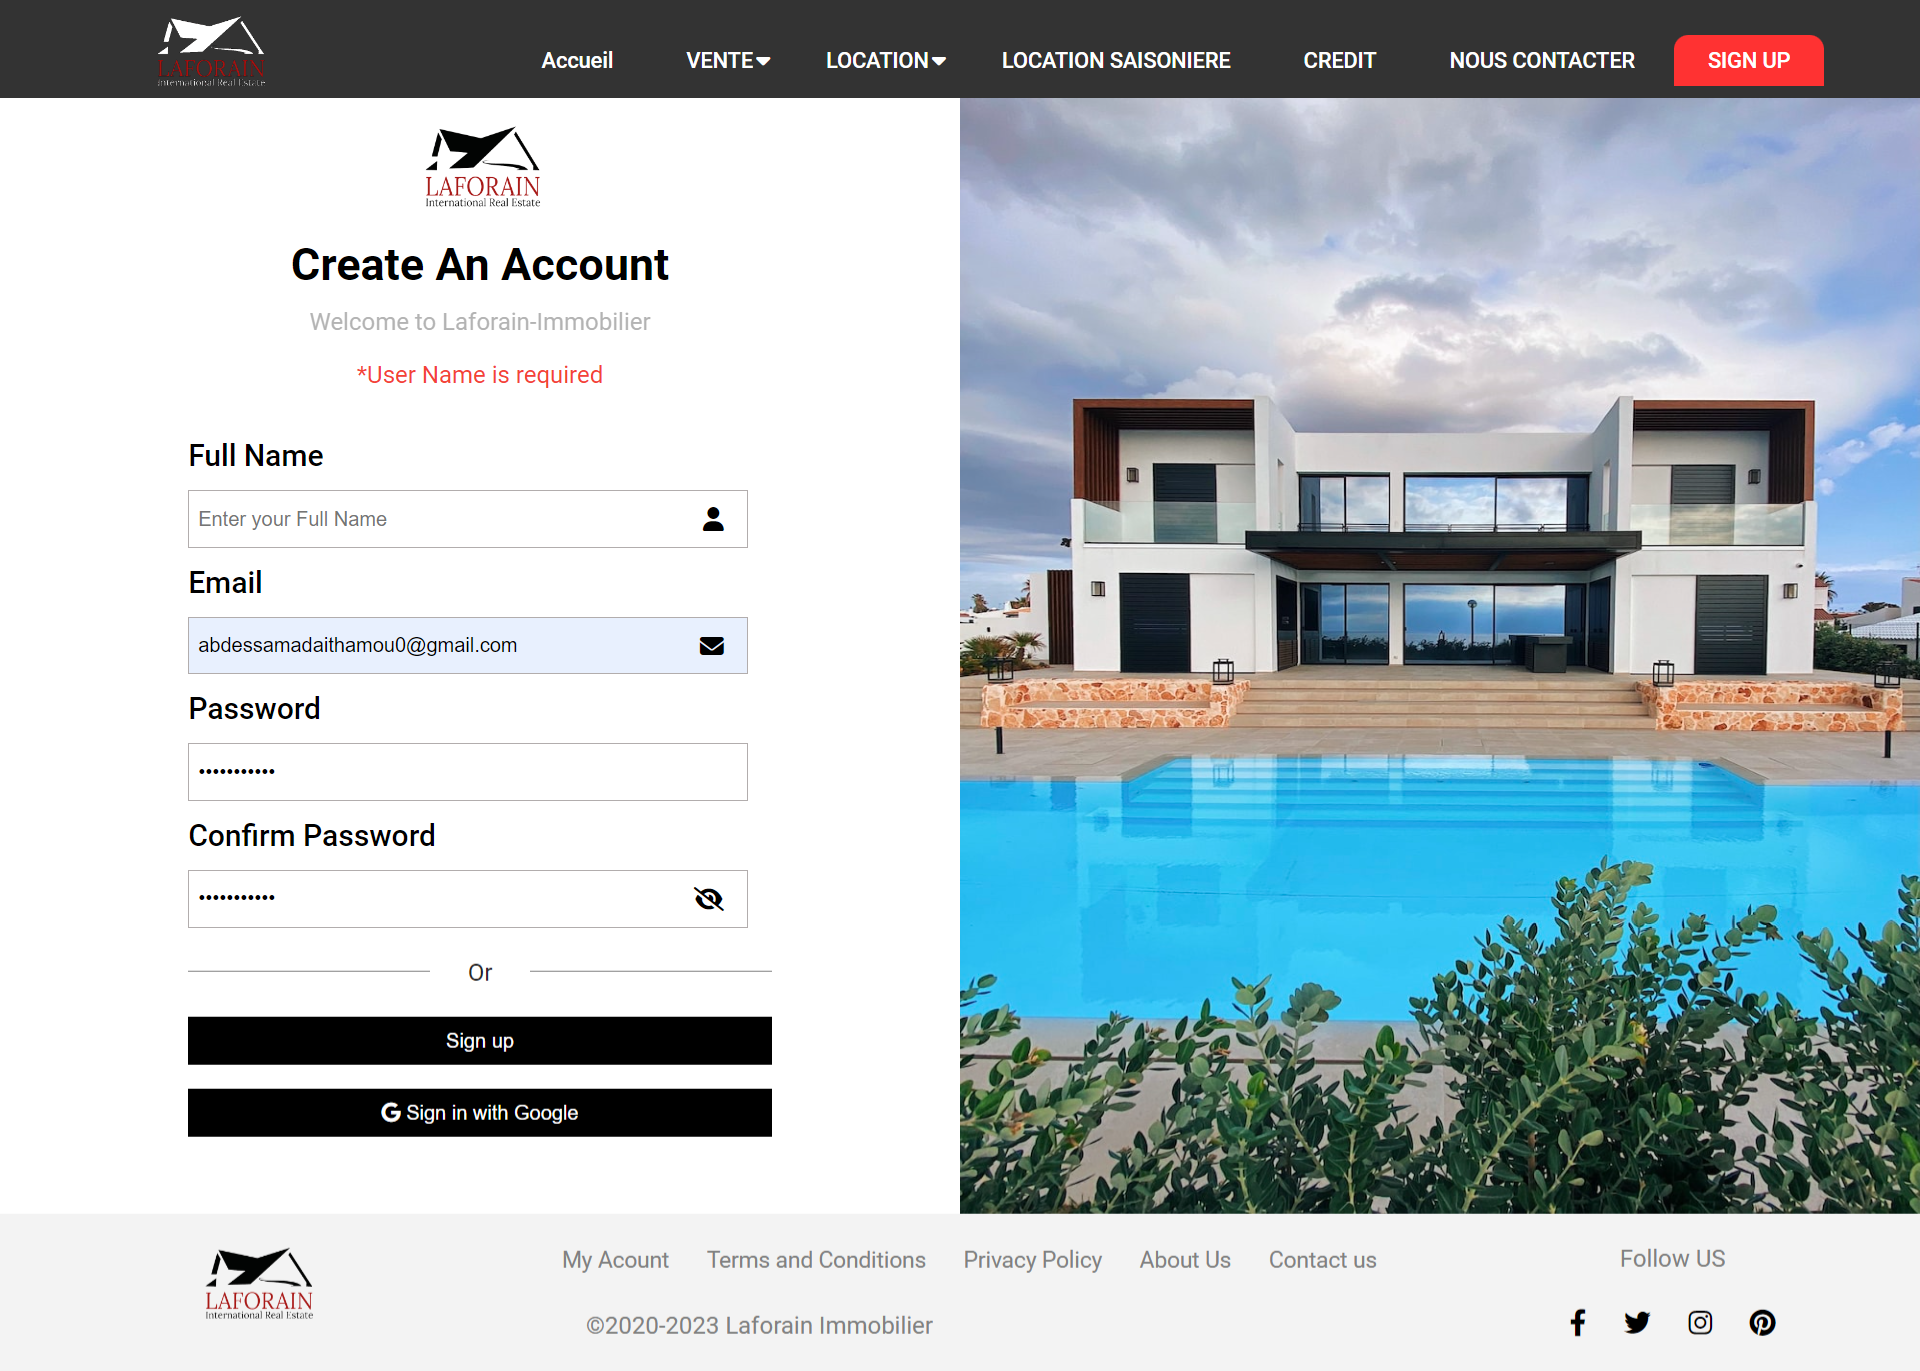 LAFORAIN
International Real Estate
Accueil
VENTE
LOCATION
LOCATION SAISONIERE
CREDIT
NOUS CONTACTER
SIGN UP
LAFORAIN
International Real Estate
Create An Account
Welcome to Laforain-Immobilier
*User Name is required
Full Name
Enter your Full Name
Email
abdessamadaithamou0@gmail.com
Password
•••••••••••
Confirm Password
•••••••••••
Or
Sign up
Sign in with Google
LAFORAIN
International Real Estate
My Acount
Terms and Conditions
Privacy Policy
About Us
Contact us
©2020-2023 Laforain Immobilier
Follow US